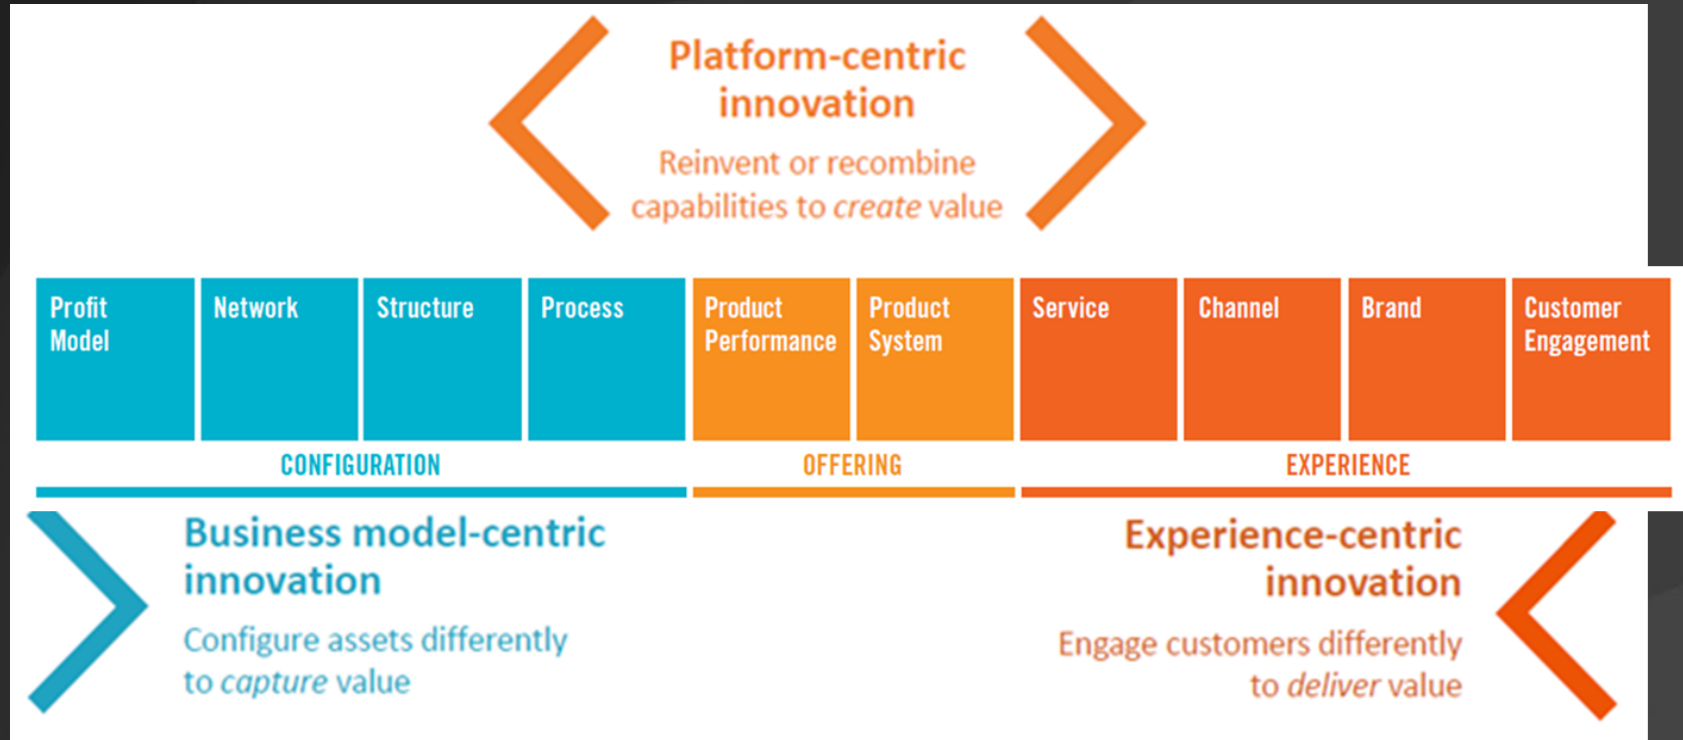 Platform-centric
innovation
Reinvent or recombine
capabilities to create value
Profit
Model
Network
Structure
Process
Product
Performance
Product
System
Service
Channel
Brand
Customer
Engagement
CONFIGURATION
OFFERING
EXPERIENCE
Business model-centric
innovation
Configure assets differently
to capture value
Experience-centric
innovation
Engage customers differently
to deliver value